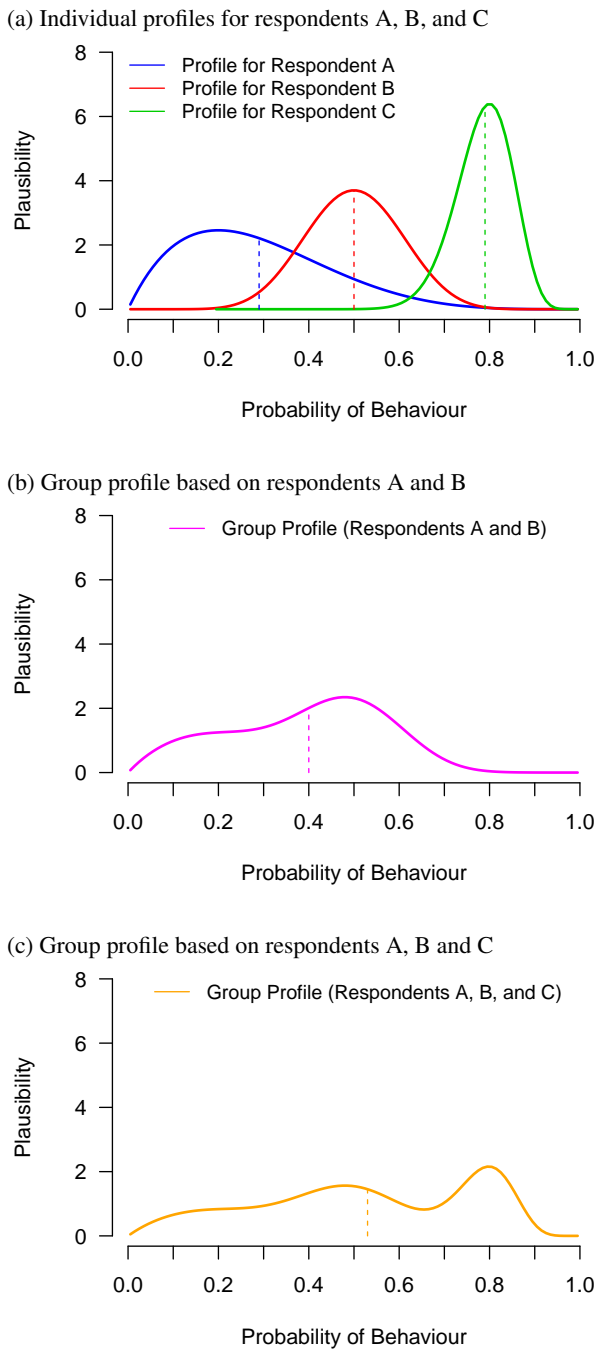 (a) Individual profiles for respondents A, B, and C
8
6
4
2
0
Plausibility
Profile for Respondent A
Profile for Respondent B
Profile for Respondent C
0.0 0.2 0.4 0.6 0.8 1.0
Probability of Behaviour
(b) Group profile based on respondents A and B
8
6
4
2
0
Plausibility
Group Profile (Respondents A and B)
0.0 0.2 0.4 0.6 0.8 1.0
Probability of Behaviour
(c) Group profile based on respondents A, B and C
8
6
4
2
0
Plausibility
Group Profile (Respondents A, B, and C)
0.0 0.2 0.4 0.6 0.8 1.0
Probability of Behaviour